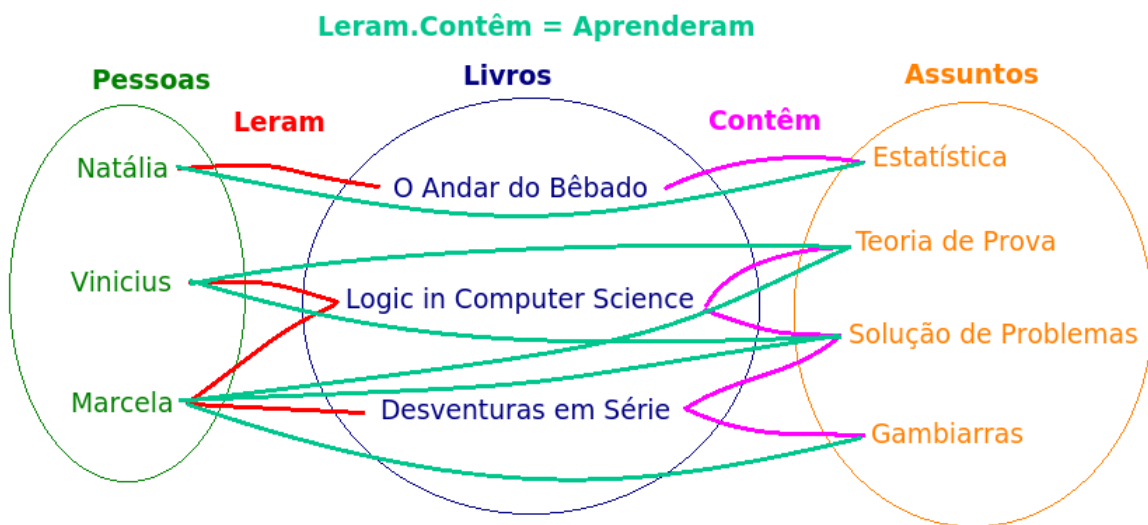 Leram.Contêm = Aprenderam
Pessoas
Livros
Assuntos
Leram
Contêm
Natália
O Andar do Bêbado
Estatística
Vinicius
Logic in Computer Science
Teoria de Prova
Solução de Problemas
Marcela
Desventuras em Série
Gambiarras